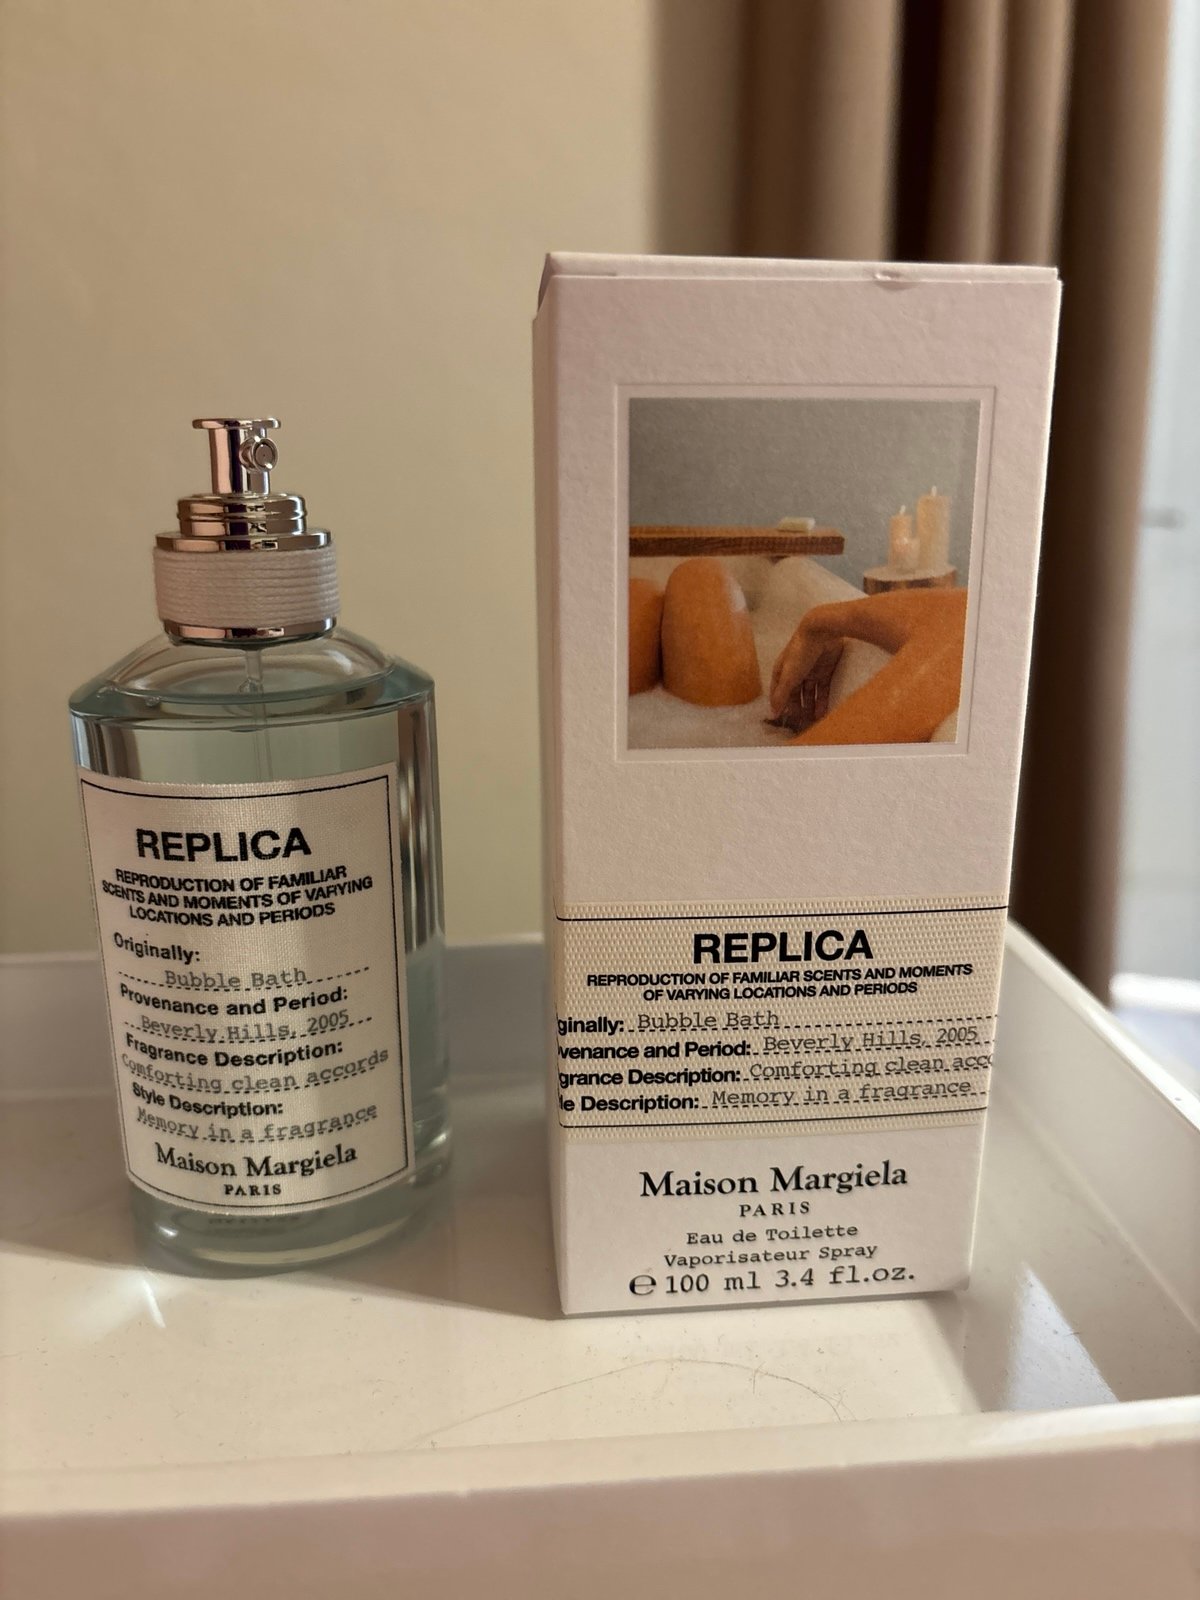 REPLICA
REPRODUCTION OF FAMILIAR
SCENTS AND MOMENTS OF VARYING
LOCATIONS AND PERIODS
Originally:
Bubble Bath
Provenance and Period:
Beverly Hills, 2005
Fragrance Description:
Comforting clean accords
Style Description:
Memory in a fragrance
Maison Margiela
PARIS
REPLICA
REPRODUCTION OF FAMILIAR SCENTS AND MOMENTS
OF VARYING LOCATIONS AND PERIODS
ginally: Bubble Bath
venance and Period: Beverly Hills, 2005
grance Description: Comforting clean acco
le Description: Memory in a fragrance
Maison Margiela
PARIS
Eau de Toilette
Vaporisateur Spray
℮ 100 ml 3.4 fl.oz.